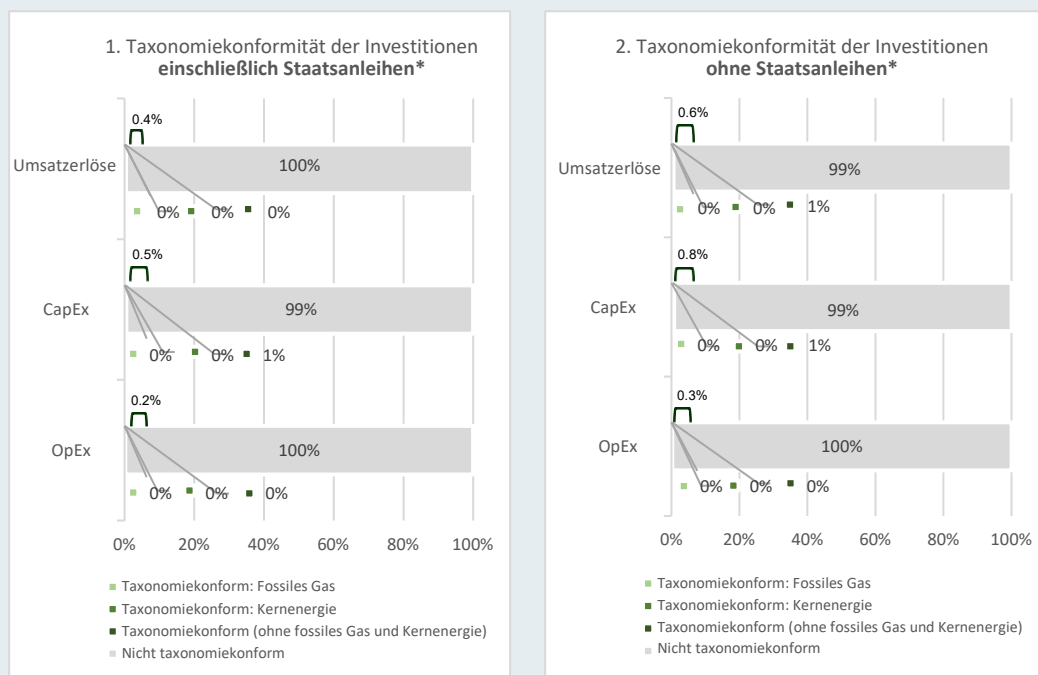 1. Taxonomiekonformität der Investitionen
einschließlich Staatsanleihen*
0.4%
Umsatzerlöse
100%
0%
0%
0%
0.5%
CapEx
99%
0%
0%
1%
0.2%
OpEx
100%
0%
0%
0%
0%
20%
40%
60%
80%
100%
Taxonomiekonform: Fossiles Gas
Taxonomiekonform: Kernenergie
Taxonomiekonform (ohne fossiles Gas und Kernenergie)
Nicht taxonomiekonform
2. Taxonomiekonformität der Investitionen
ohne Staatsanleihen*
0.6%
Umsatzerlöse
99%
0%
0%
1%
0.8%
CapEx
99%
0%
0%
1%
0.3%
OpEx
100%
0%
0%
0%
0%
20%
40%
60%
80%
100%
Taxonomiekonform: Fossiles Gas
Taxonomiekonform: Kernenergie
Taxonomiekonform (ohne fossiles Gas und Kernenergie)
Nicht taxonomiekonform